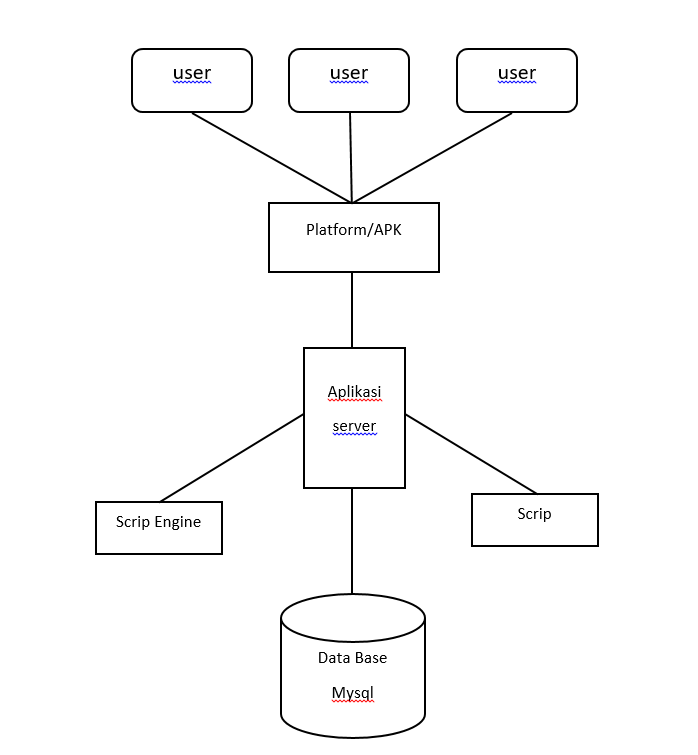 user
user
user
Platform/APK
Aplikasi
server
Scrip Engine
Scrip
Data Base
Mysql